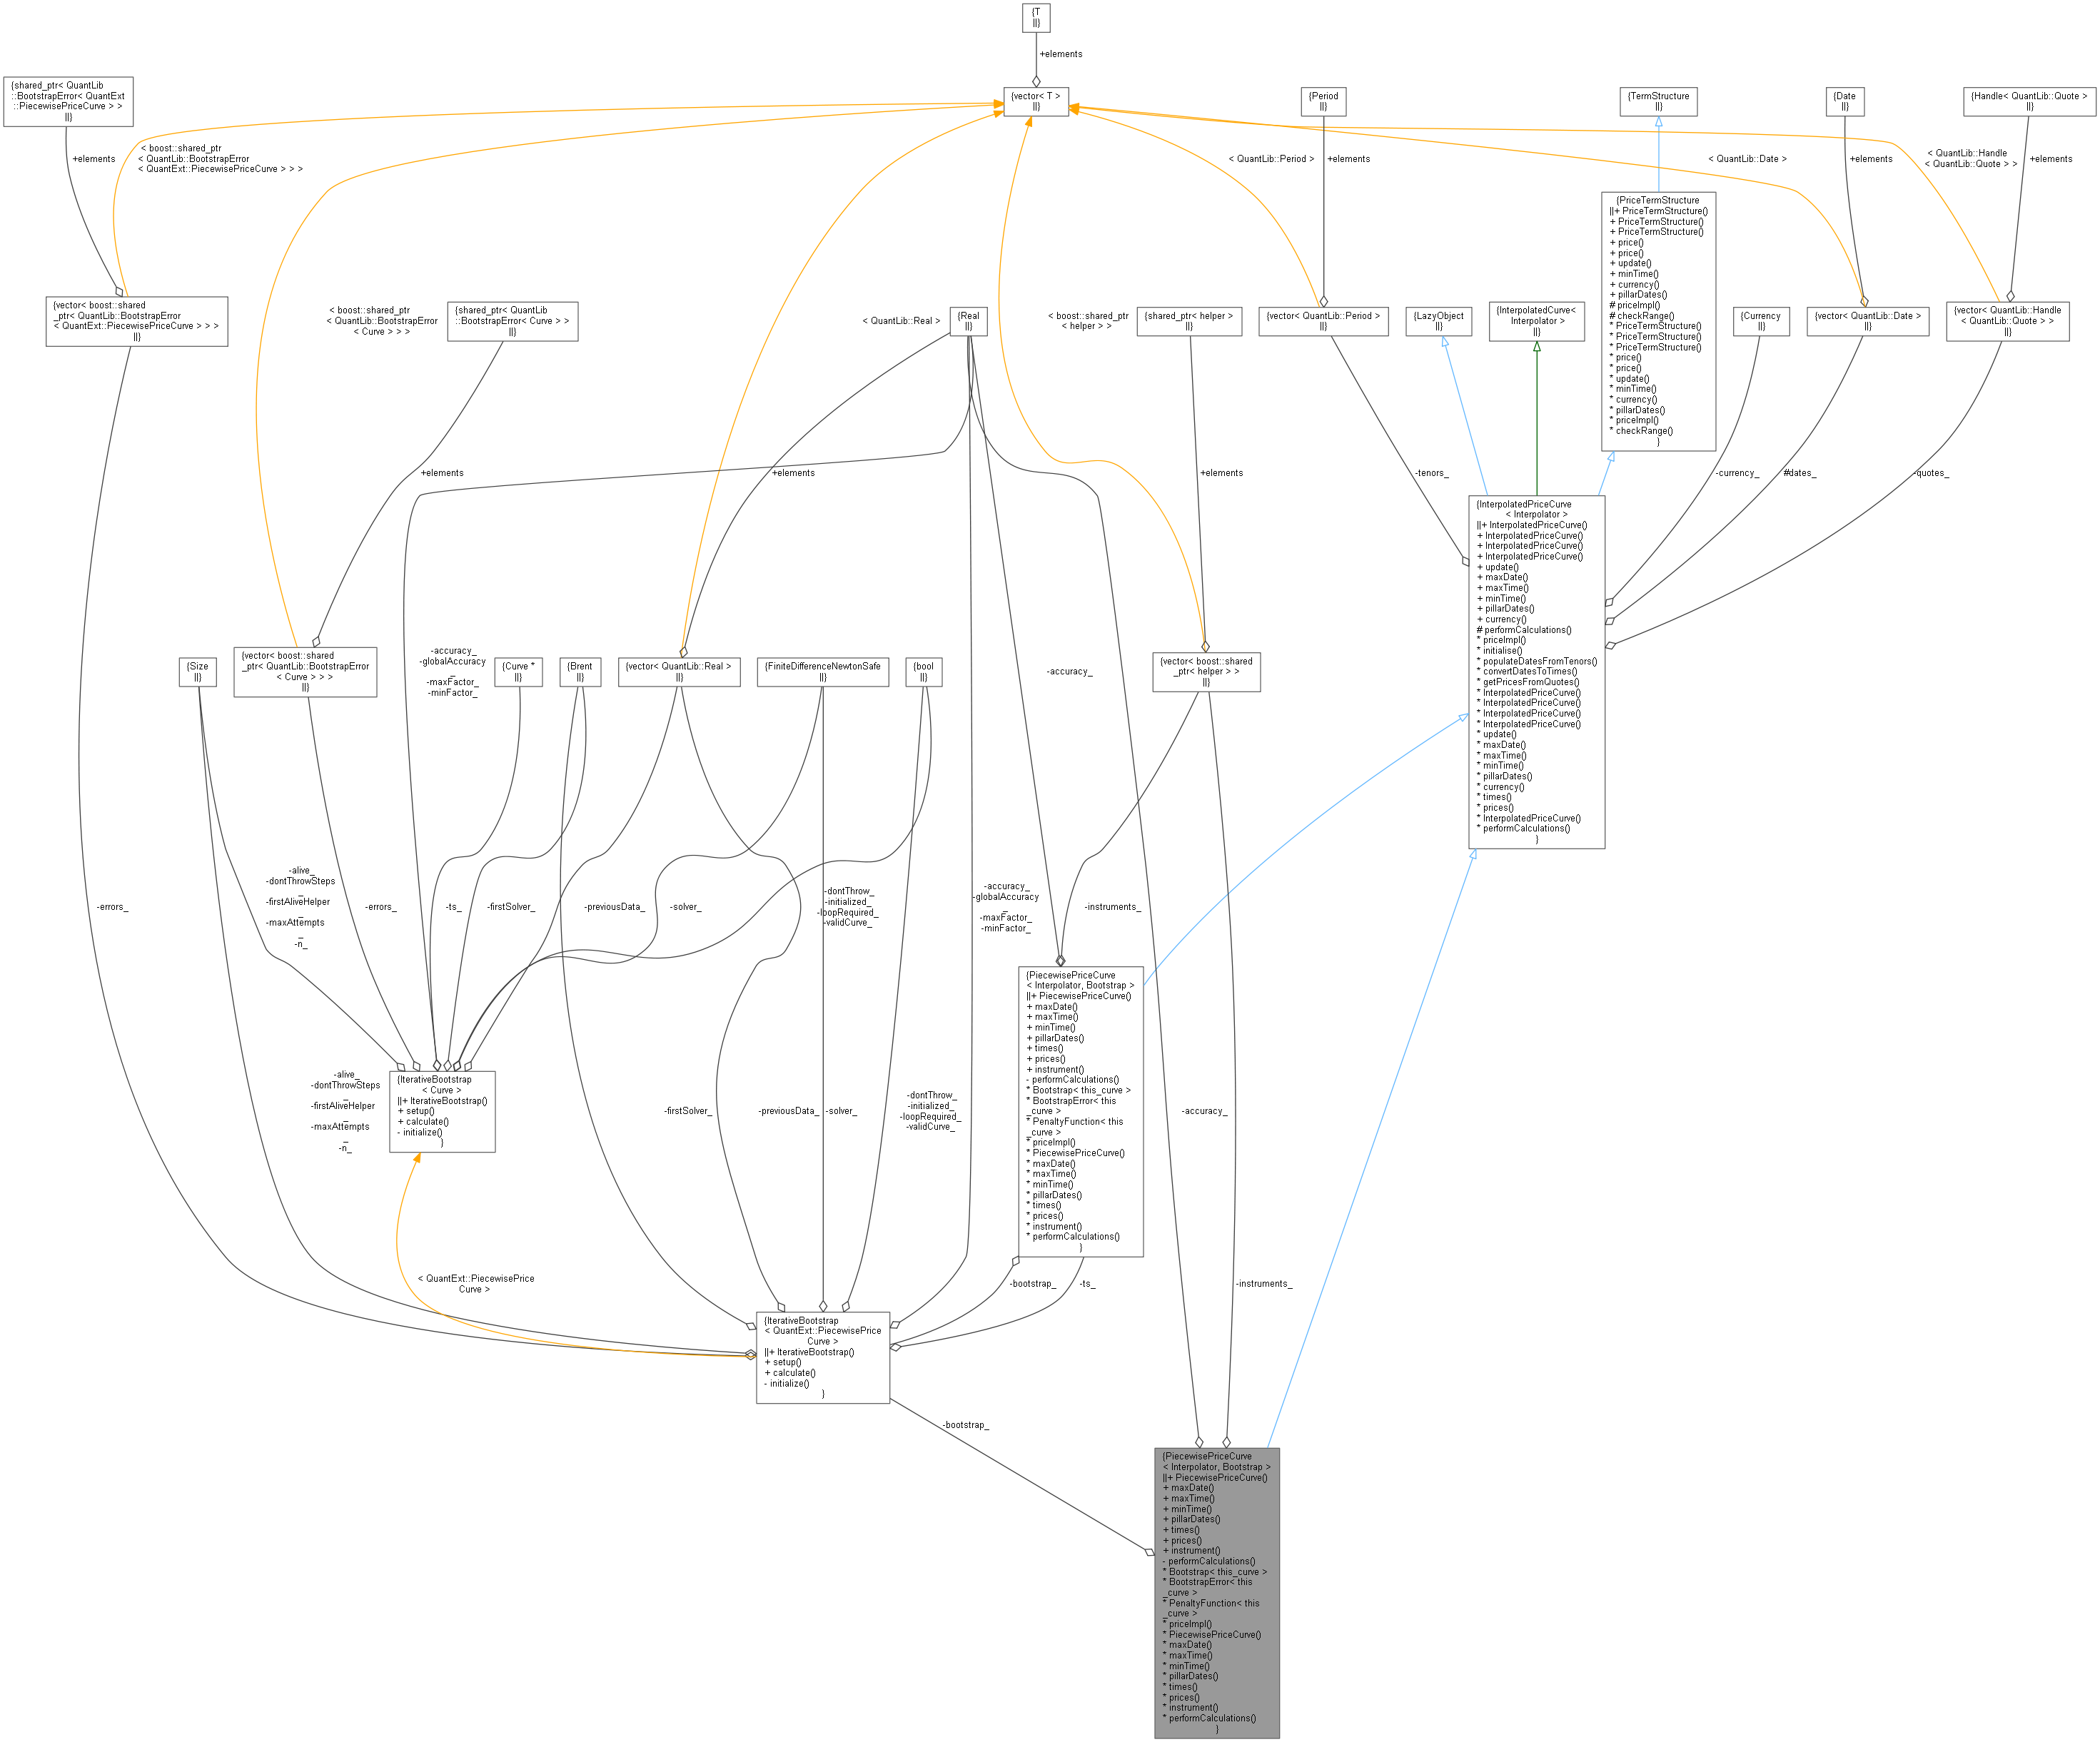 {T
||}
+elements
{shared_ptr< QuantLib
::BootstrapError< QuantExt
::PiecewisePriceCurve > >
||}
{vector< T >
||}
{Period
||}
{TermStructure
||}
{Date
||}
{Handle< QuantLib::Quote >
||}
+elements
< boost::shared_ptr
< QuantLib::BootstrapError
< QuantExt::PiecewisePriceCurve > > >
< QuantLib::Period >
+elements
< QuantLib::Date >
+elements
< QuantLib::Handle
< QuantLib::Quote > >
+elements
{PriceTermStructure
||+ PriceTermStructure()
+ PriceTermStructure()
+ PriceTermStructure()
+ price()
+ price()
+ update()
+ minTime()
+ currency()
+ pillarDates()
# priceImpl()
# checkRange()
* PriceTermStructure()
* PriceTermStructure()
* PriceTermStructure()
* price()
* price()
* update()
* minTime()
* currency()
* pillarDates()
* priceImpl()
* checkRange()
}
{vector< boost::shared
_ptr< QuantLib::BootstrapError
< QuantExt::PiecewisePriceCurve > > >
||}
< boost::shared_ptr
< QuantLib::BootstrapError
< Curve > > >
{shared_ptr< QuantLib
::BootstrapError< Curve > >
||}
< QuantLib::Real >
{Real
||}
< boost::shared_ptr
< helper > >
{shared_ptr< helper >
||}
{vector< QuantLib::Period >
||}
{LazyObject
||}
{InterpolatedCurve<
Interpolator >
||}
{Currency
||}
{vector< QuantLib::Date >
||}
{vector< QuantLib::Handle
< QuantLib::Quote > >
||}
+elements
+elements
+elements
-tenors_
-currency_
#dates_
-quotes_
{InterpolatedPriceCurve
< Interpolator >
||+ InterpolatedPriceCurve()
+ InterpolatedPriceCurve()
+ InterpolatedPriceCurve()
+ InterpolatedPriceCurve()
+ update()
+ maxDate()
+ maxTime()
+ minTime()
+ pillarDates()
+ currency()
# performCalculations()
* priceImpl()
* initialise()
* populateDatesFromTenors()
* convertDatesToTimes()
* getPricesFromQuotes()
* InterpolatedPriceCurve()
* InterpolatedPriceCurve()
* InterpolatedPriceCurve()
* InterpolatedPriceCurve()
* update()
* maxDate()
* maxTime()
* minTime()
* pillarDates()
* currency()
* times()
* prices()
* InterpolatedPriceCurve()
* performCalculations()
}
{Size
||}
{vector< boost::shared
_ptr< QuantLib::BootstrapError
< Curve > > >
||}
-accuracy_
-globalAccuracy
_
-maxFactor_
-minFactor_
{Curve *
||}
{Brent
||}
{vector< QuantLib::Real >
||}
{FiniteDifferenceNewtonSafe
||}
{bool
||}
-accuracy_
{vector< boost::shared
_ptr< helper > >
||}
-errors_
-alive_
-dontThrowSteps
_
-firstAliveHelper
_
-maxAttempts
_
-n_
-errors_
-ts_
-firstSolver_
-previousData_
-solver_
-dontThrow_
-initialized_
-loopRequired_
-validCurve_
-accuracy_
-globalAccuracy
_
-maxFactor_
-minFactor_
-instruments_
{PiecewisePriceCurve
< Interpolator, Bootstrap >
||+ PiecewisePriceCurve()
+ maxDate()
+ maxTime()
+ minTime()
+ pillarDates()
+ times()
+ prices()
+ instrument()
- performCalculations()
* Bootstrap< this_curve >
* BootstrapError< this
_curve >
* PenaltyFunction< this
_curve >
* priceImpl()
* PiecewisePriceCurve()
* maxDate()
* maxTime()
* minTime()
* pillarDates()
* times()
* prices()
* instrument()
* performCalculations()
}
-alive_
-dontThrowSteps
_
-firstAliveHelper
_
-maxAttempts
_
-n_
{IterativeBootstrap
< Curve >
||+ IterativeBootstrap()
+ setup()
+ calculate()
- initialize()
}
-firstSolver_
-previousData_
-solver_
-dontThrow_
-initialized_
-loopRequired_
-validCurve_
-accuracy_
< QuantExt::PiecewisePrice
Curve >
-bootstrap_
-ts_
-instruments_
{IterativeBootstrap
< QuantExt::PiecewisePrice
Curve >
||+ IterativeBootstrap()
+ setup()
+ calculate()
- initialize()
}
-bootstrap_
{PiecewisePriceCurve
< Interpolator, Bootstrap >
||+ PiecewisePriceCurve()
+ maxDate()
+ maxTime()
+ minTime()
+ pillarDates()
+ times()
+ prices()
+ instrument()
- performCalculations()
* Bootstrap< this_curve >
* BootstrapError< this
_curve >
* PenaltyFunction< this
_curve >
* priceImpl()
* PiecewisePriceCurve()
* maxDate()
* maxTime()
* minTime()
* pillarDates()
* times()
* prices()
* instrument()
* performCalculations()
}